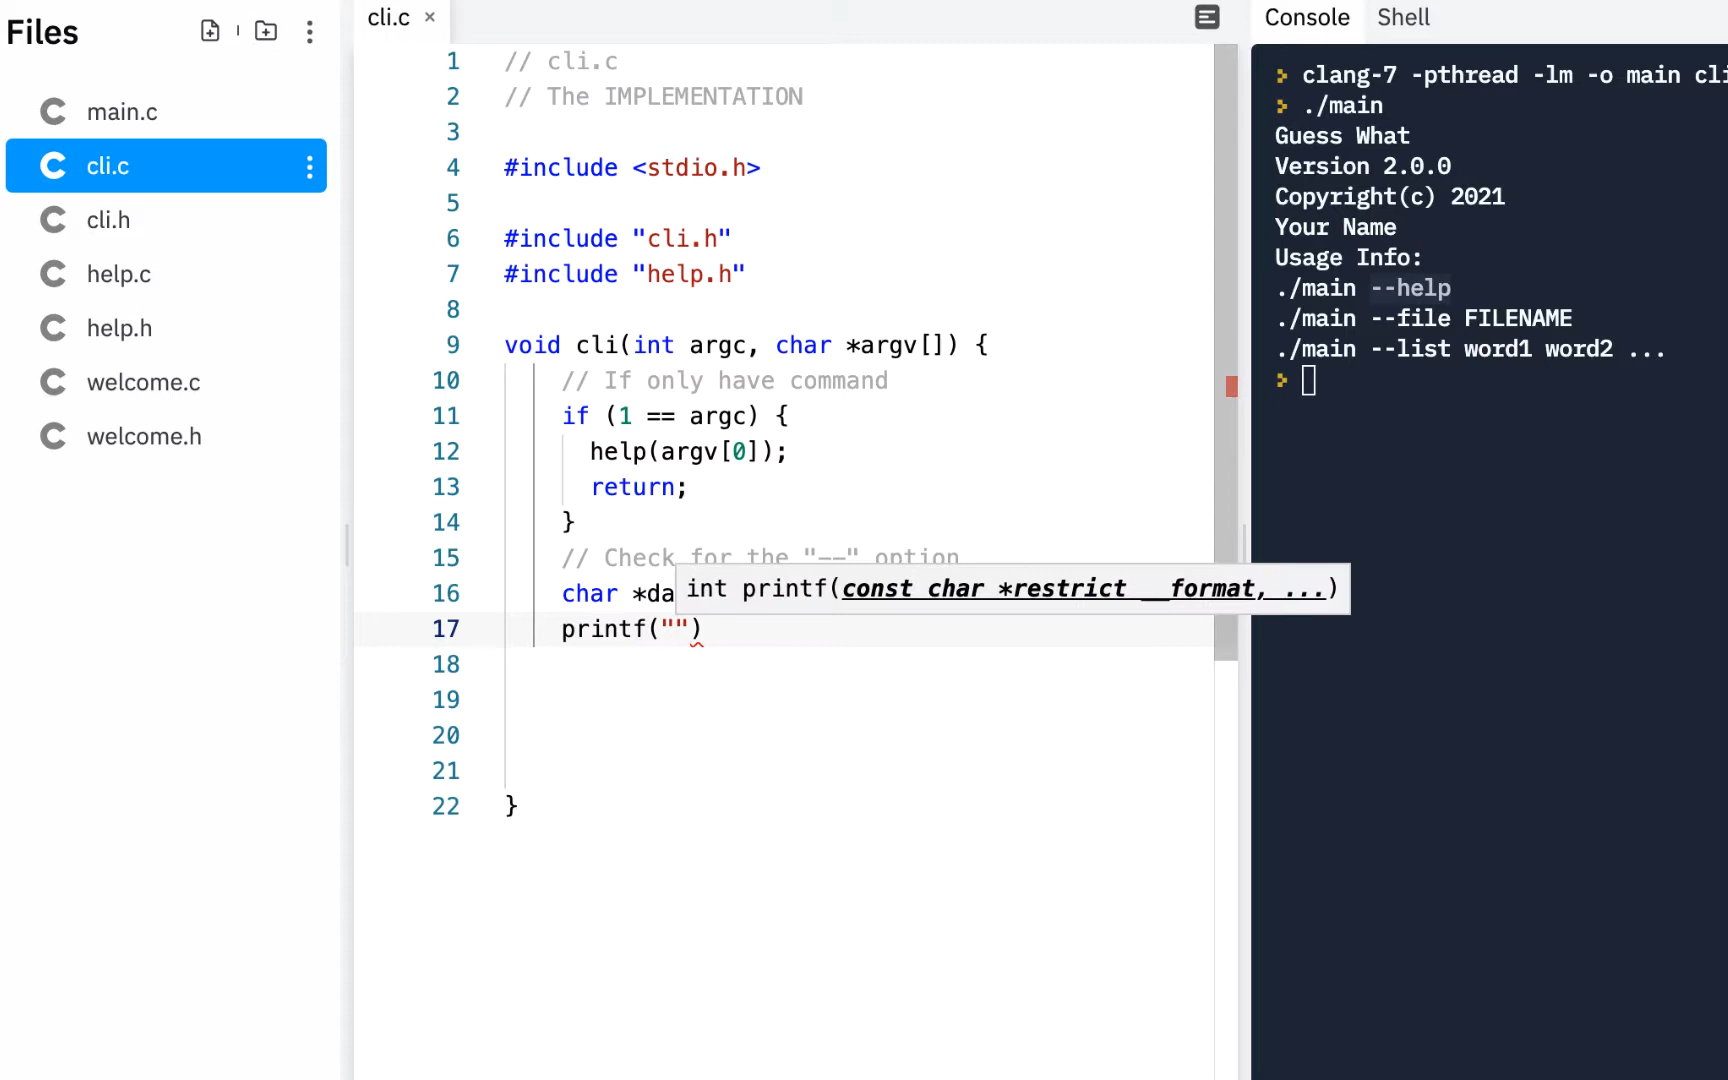 Files
main.c
cli.c
cli.h
help.c
help.h
welcome.c
welcome.h
cli.c ×
1 // cli.c
2 // The IMPLEMENTATION
3
4 #include <stdio.h>
5
6 #include "cli.h"
7 #include "help.h"
8
9 void cli(int argc, char *argv[]) {
10 // If only have command
11 if (1 == argc) {
12 help(argv[0]);
13 return;
14 }
15 // Check for the "--" option
16 char *da
int printf(const char *restrict __format, ...)
17 printf("")
18
19
20
21
22 }
Console Shell
> clang-7 -pthread -lm -o main cli
> ./main
Guess What
Version 2.0.0
Copyright(c) 2021
Your Name
Usage Info:
./main --help
./main --file FILENAME
./main --list word1 word2 ...
>